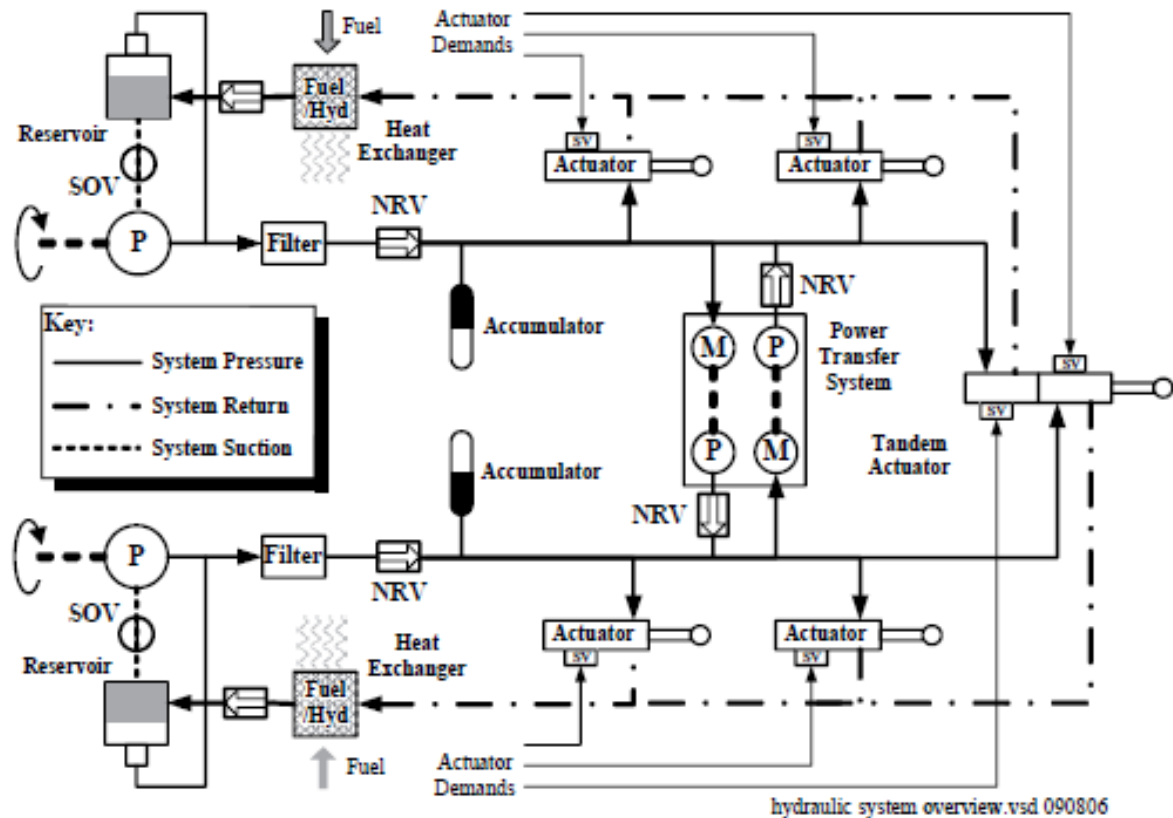 Fuel
Actuator
Demands
Fuel
/Hyd
Reservoir
Heat
Exchanger
SV
SV
Actuator
Actuator
SOV
P
Filter
NRV
NRV
Key:
System Pressure
System Return
System Suction
Accumulator
M
P
Power
Transfer
System
SV
SV
Accumulator
P
M
Tandem
Actuator
NRV
P
Filter
NRV
SOV
Reservoir
Heat
Exchanger
Actuator
Actuator
SV
SV
Fuel
/Hyd
Fuel
Actuator
Demands
hydraulic system overview.vsd 090806